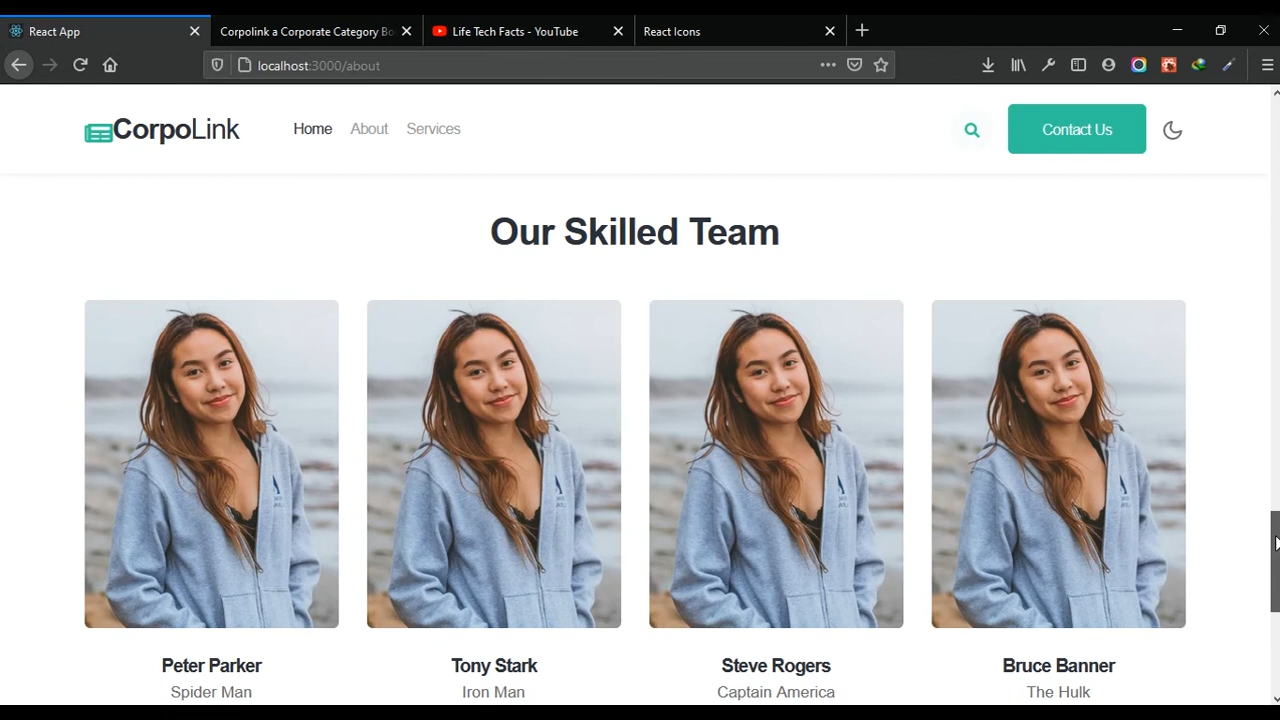 React App
Corpolink a Corporate Category Bo
Life Tech Facts - YouTube
React Icons
localhost:3000/about
CorpoLink
Home
About
Services
Contact Us
Our Skilled Team
Peter Parker
Tony Stark
Steve Rogers
Bruce Banner
Spider Man
Iron Man
Captain America
The Hulk